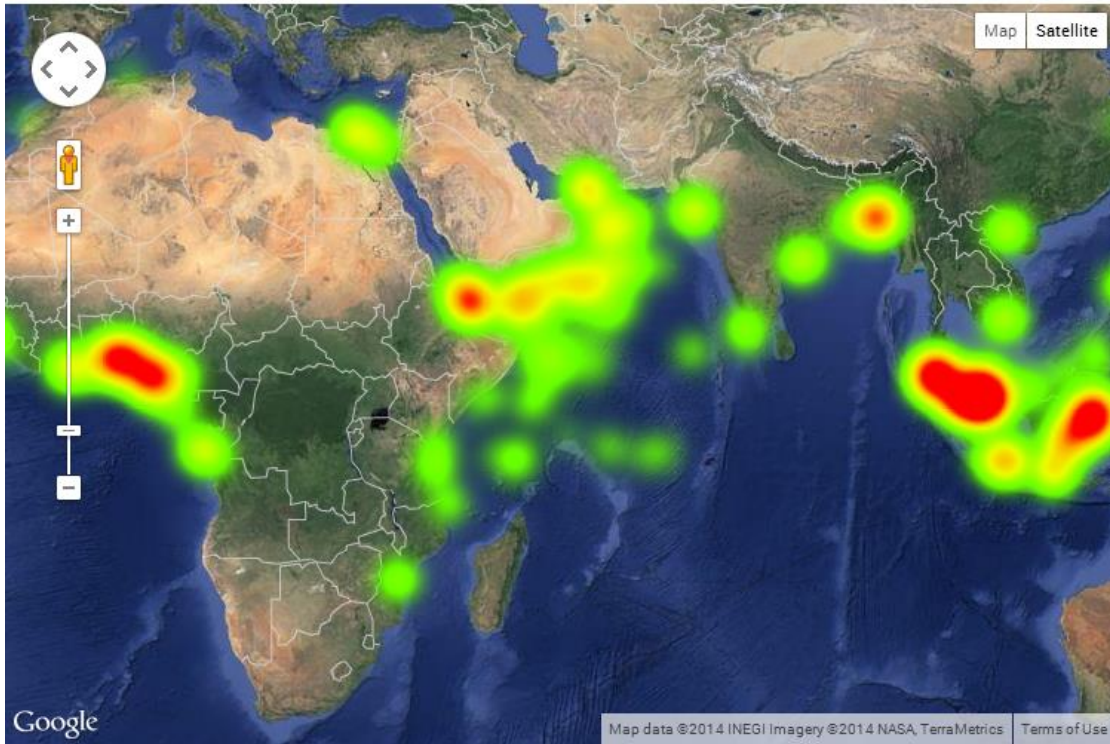 Map Satellite
+
−
Google
Map data ©2014 INEGI Imagery ©2014 NASA, TerraMetrics Terms of Use